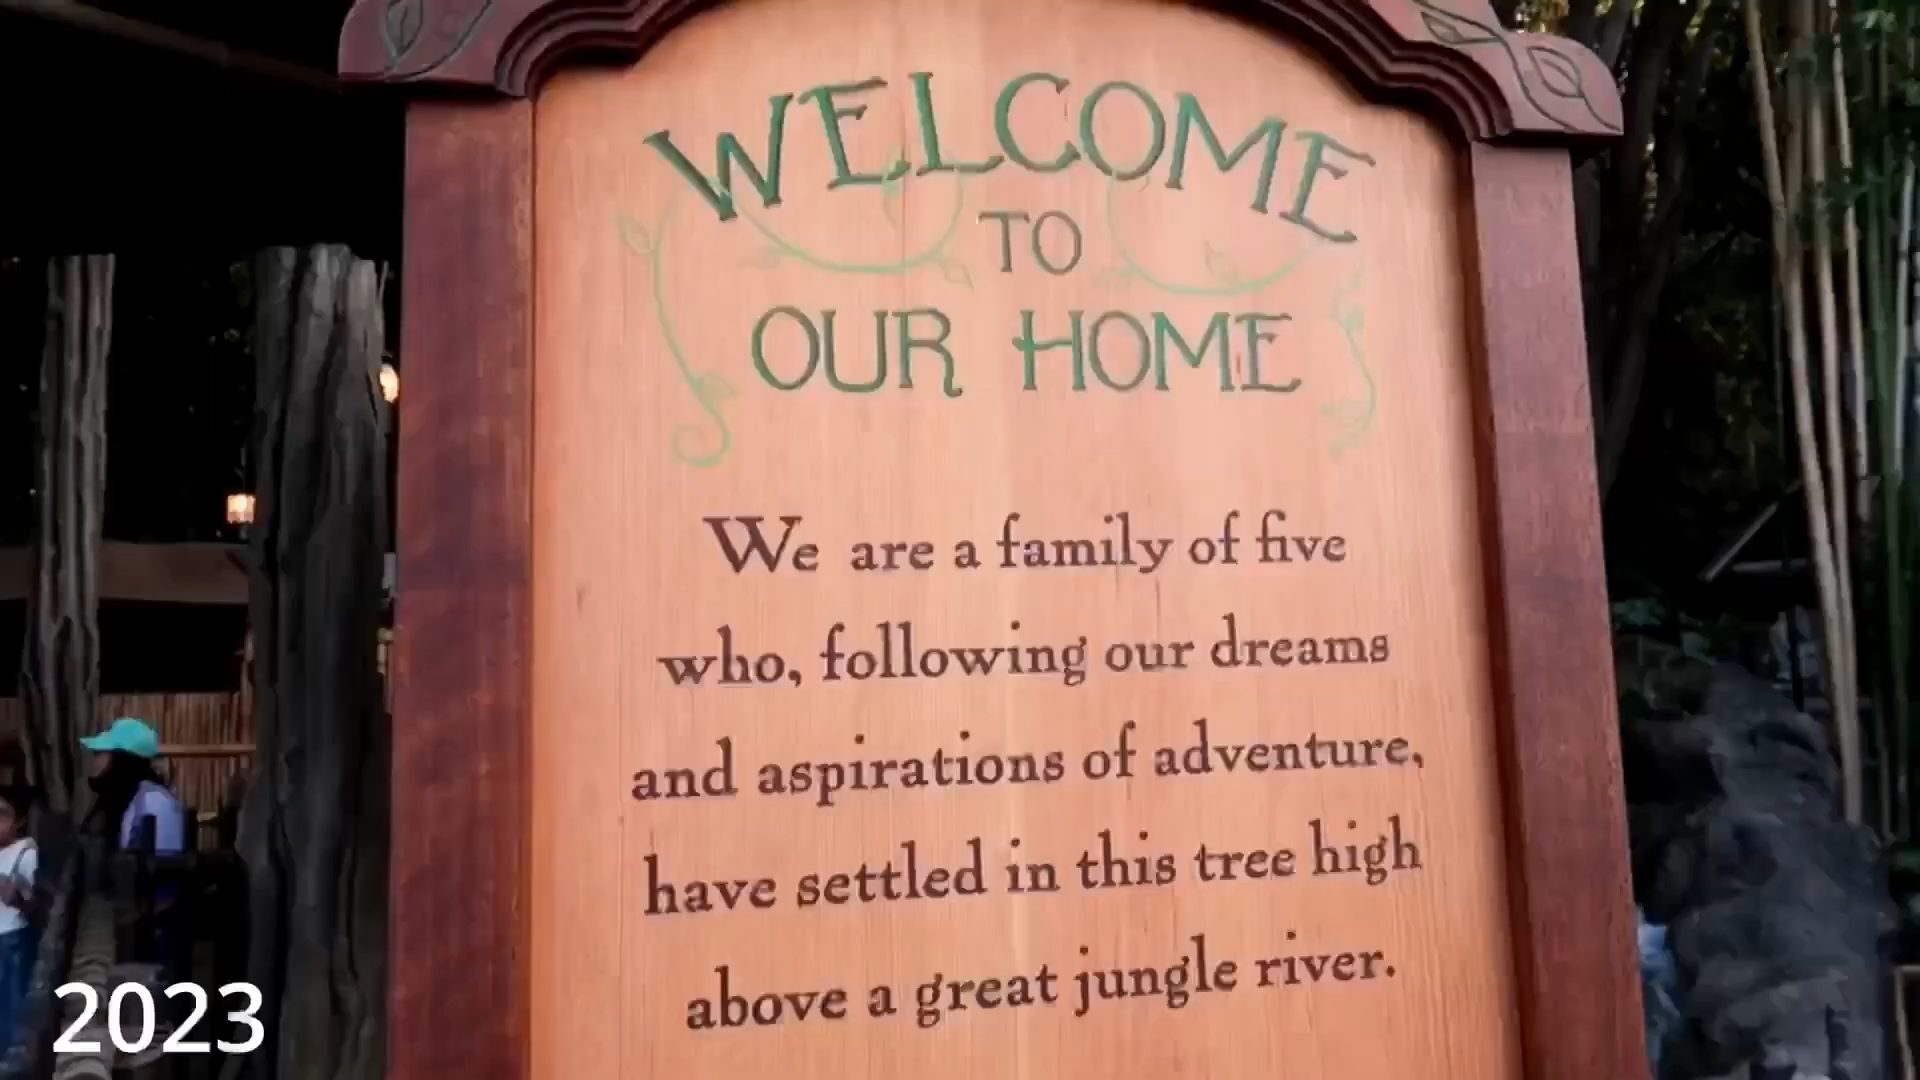 WELCOME
TO
OUR HOME
We are a family of five
who, following our dreams
and aspirations of adventure,
have settled in this tree high
above a great jungle river.
2023